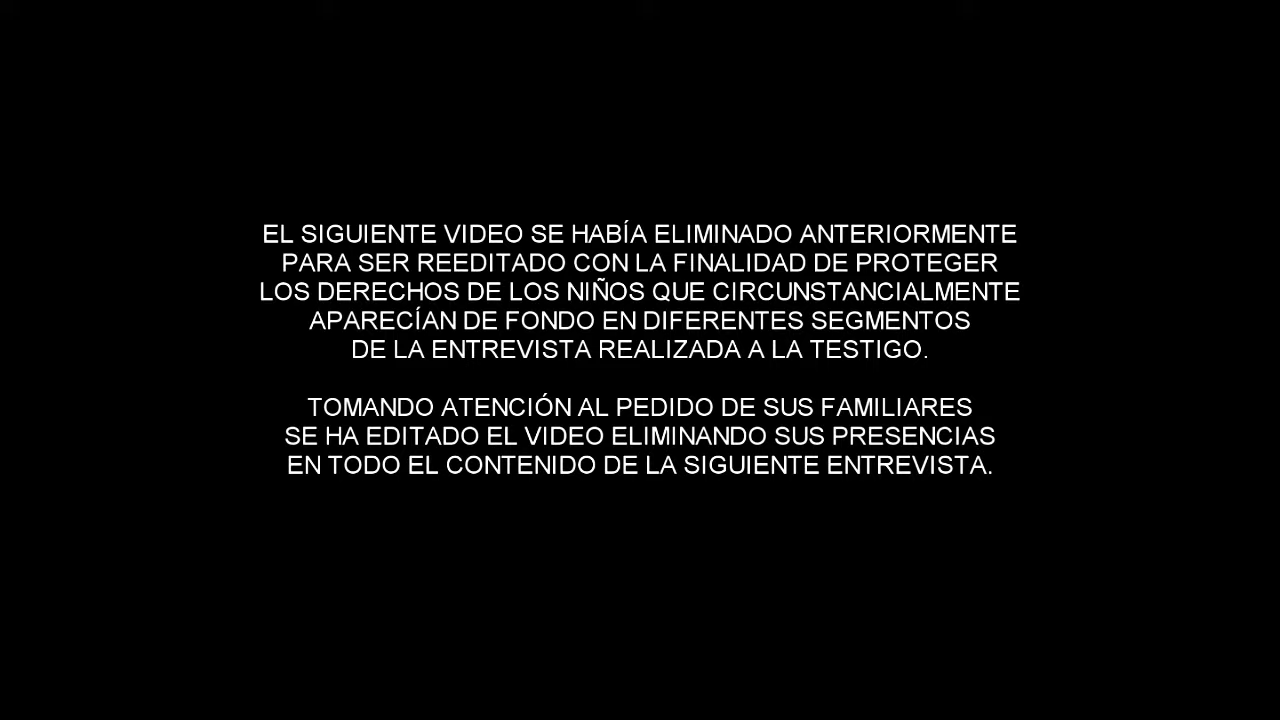 EL SIGUIENTE VIDEO SE HABÍA ELIMINADO ANTERIORMENTE
PARA SER REEDITADO CON LA FINALIDAD DE PROTEGER
LOS DERECHOS DE LOS NIÑOS QUE CIRCUNSTANCIALMENTE
APARECÍAN DE FONDO EN DIFERENTES SEGMENTOS
DE LA ENTREVISTA REALIZADA A LA TESTIGO.
TOMANDO ATENCIÓN AL PEDIDO DE SUS FAMILIARES
SE HA EDITADO EL VIDEO ELIMINANDO SUS PRESENCIAS
EN TODO EL CONTENIDO DE LA SIGUIENTE ENTREVISTA.